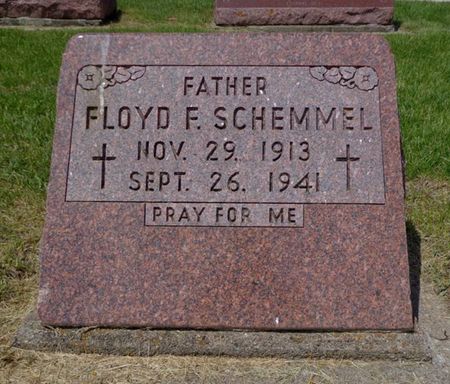 FATHER
FLOYD F. SCHEMMEL
NOV. 29, 1913
SEPT. 26, 1941
PRAY FOR ME